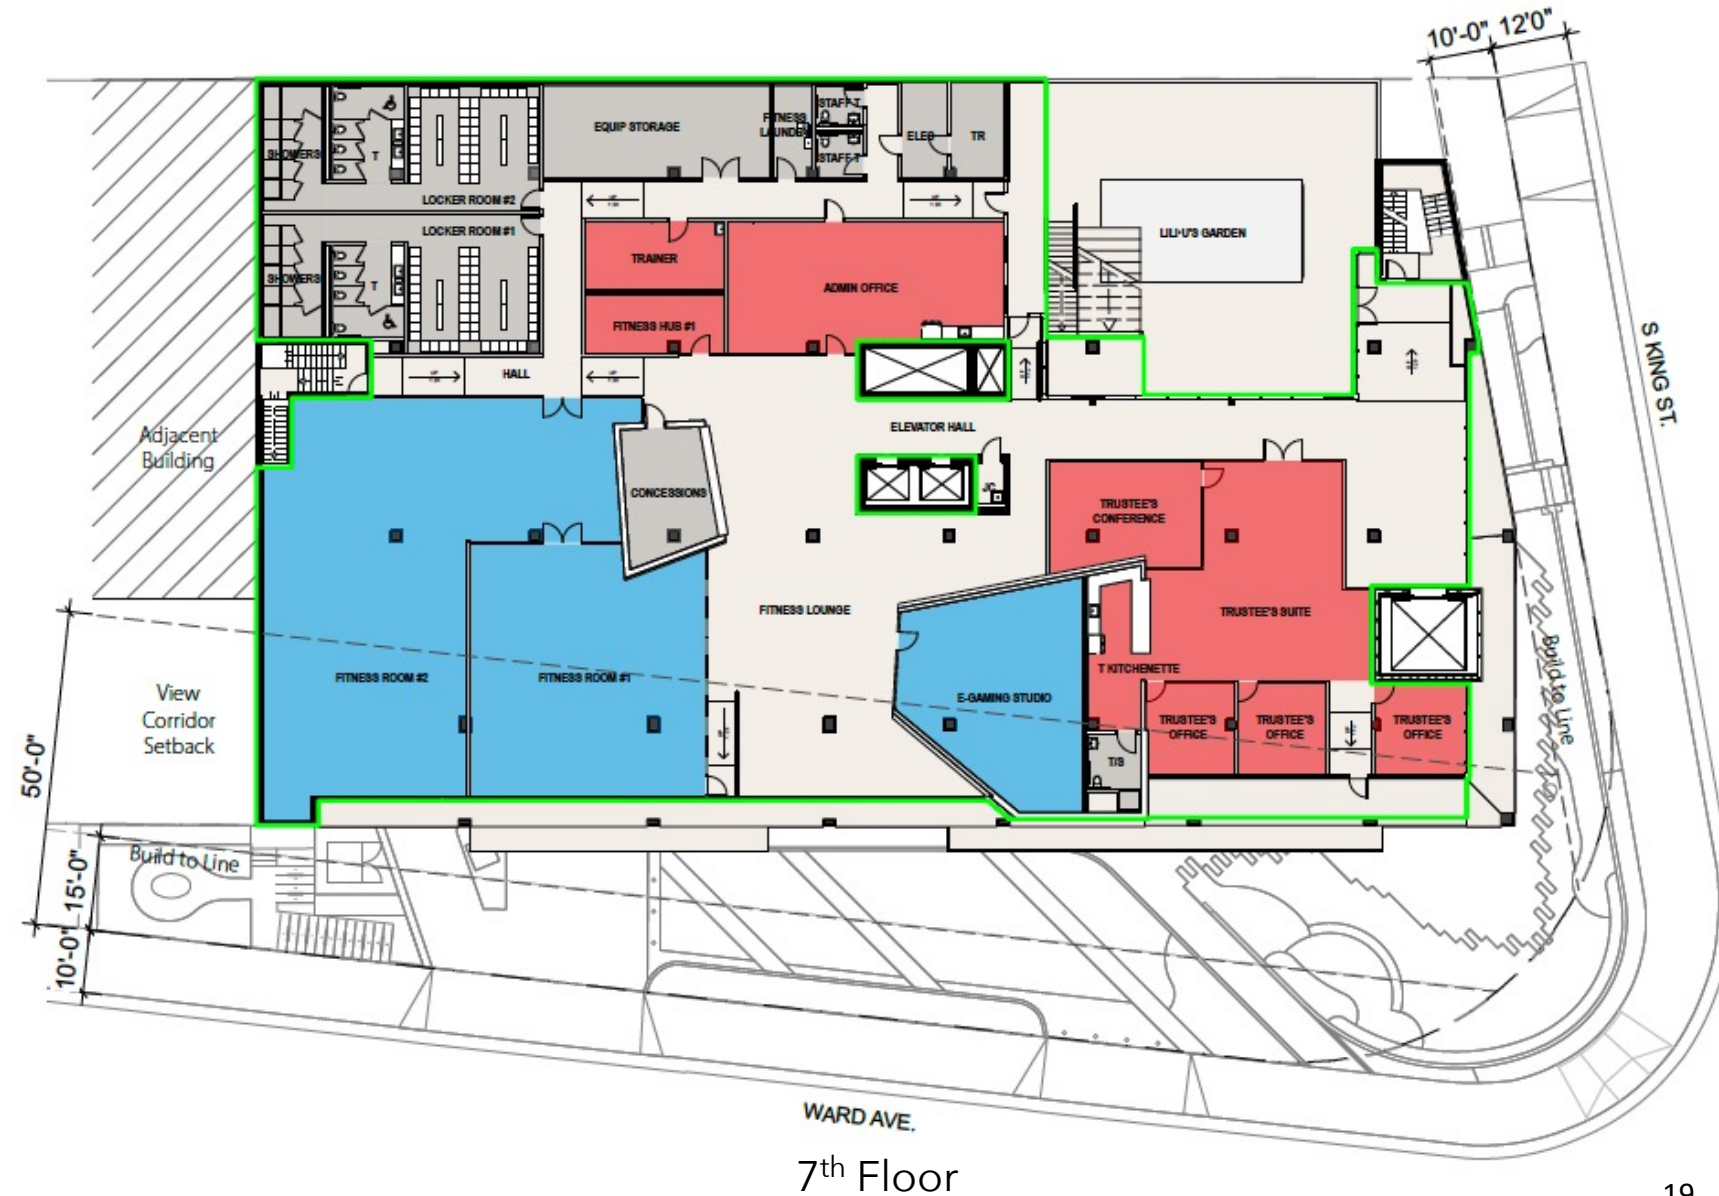 10'-0" 12'0"
STAFF T
EQUIP STORAGE
FITNESS
LAUNDRY
ELEC
TR
SHOWERS
T
STAFF T
LOCKER ROOM #2
LOCKER ROOM #1
LILI·U'S GARDEN
TRAINER
SHOWERS
T
ADMIN OFFICE
FITNESS HUB #1
S KING ST.
HALL
ELEVATOR HALL
Adjacent
Building
CONCESSIONS
JC
TRUSTEE'S
CONFERENCE
FITNESS LOUNGE
TRUSTEE'S SUITE
FITNESS ROOM #2
FITNESS ROOM #1
T KITCHENETTE
E-GAMING STUDIO
View
Corridor
Setback
Build to Line
TRUSTEE'S
OFFICE
TRUSTEE'S
OFFICE
TRUSTEE'S
OFFICE
T/S
50'-0"
15'-0"
10'-0"
Build to Line
WARD AVE.
7th Floor
19